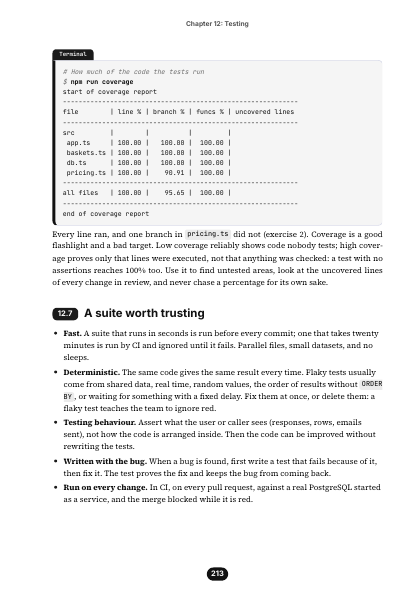 Chapter 12: Testing
Terminal
# How much of the code the tests run
$ npm run coverage
start of coverage report
------------------------------------------------------------
file        | line % | branch % | funcs % | uncovered lines
------------------------------------------------------------
src         |        |          |         |
app.ts     | 100.00 |   100.00 |  100.00 |
baskets.ts | 100.00 |   100.00 |  100.00 |
db.ts      | 100.00 |   100.00 |  100.00 |
pricing.ts | 100.00 |    90.91 |  100.00 |
------------------------------------------------------------
all files   | 100.00 |    95.65 |  100.00 |
------------------------------------------------------------
end of coverage report
Every line ran, and one branch in pricing.ts did not (exercise 2). Coverage is a good
flashlight and a bad target. Low coverage reliably shows code nobody tests; high cover-
age proves only that lines were executed, not that anything was checked: a test with no
assertions reaches 100% too. Use it to find untested areas, look at the uncovered lines
of every change in review, and never chase a percentage for its own sake.
12.7 A suite worth trusting
• Fast. A suite that runs in seconds is run before every commit; one that takes twenty
minutes is run by CI and ignored until it fails. Parallel files, small datasets, and no
sleeps.
• Deterministic. The same code gives the same result every time. Flaky tests usually
come from shared data, real time, random values, the order of results without ORDER
BY, or waiting for something with a fixed delay. Fix them at once, or delete them: a
flaky test teaches the team to ignore red.
• Testing behaviour. Assert what the user or caller sees (responses, rows, emails
sent), not how the code is arranged inside. Then the code can be improved without
rewriting the tests.
• Written with the bug. When a bug is found, first write a test that fails because of it,
then fix it. The test proves the fix and keeps the bug from coming back.
• Run on every change. In CI, on every pull request, against a real PostgreSQL started
as a service, and the merge blocked while it is red.
213